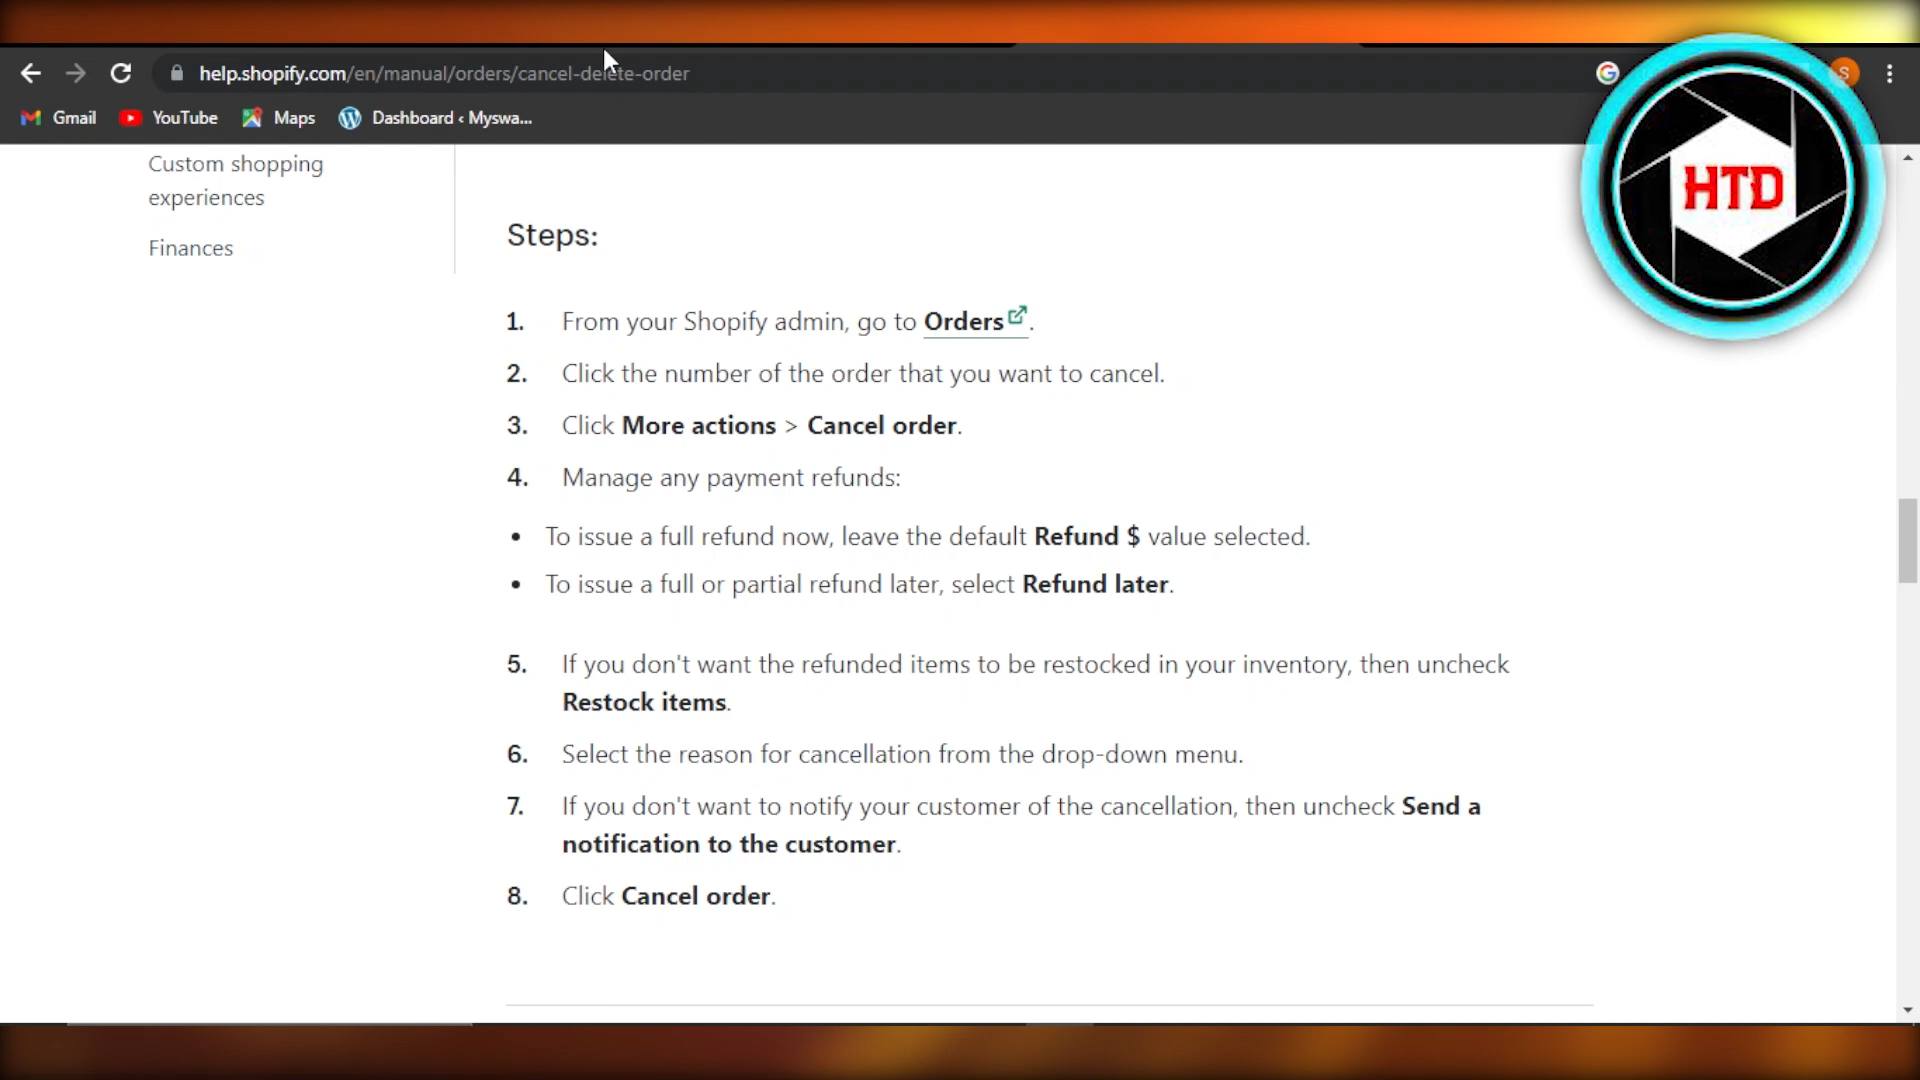 help.shopify.com/en/manual/orders/cancel-delete-order
S
Gmail YouTube Maps Dashboard ‹ Myswa...
HTD
Custom shopping
experiences
Finances
Steps:
1. From your Shopify admin, go to Orders.
2. Click the number of the order that you want to cancel.
3. Click More actions > Cancel order.
4. Manage any payment refunds:
• To issue a full refund now, leave the default Refund $ value selected.
• To issue a full or partial refund later, select Refund later.
5. If you don't want the refunded items to be restocked in your inventory, then uncheck
Restock items.
6. Select the reason for cancellation from the drop-down menu.
7. If you don't want to notify your customer of the cancellation, then uncheck Send a
notification to the customer.
8. Click Cancel order.